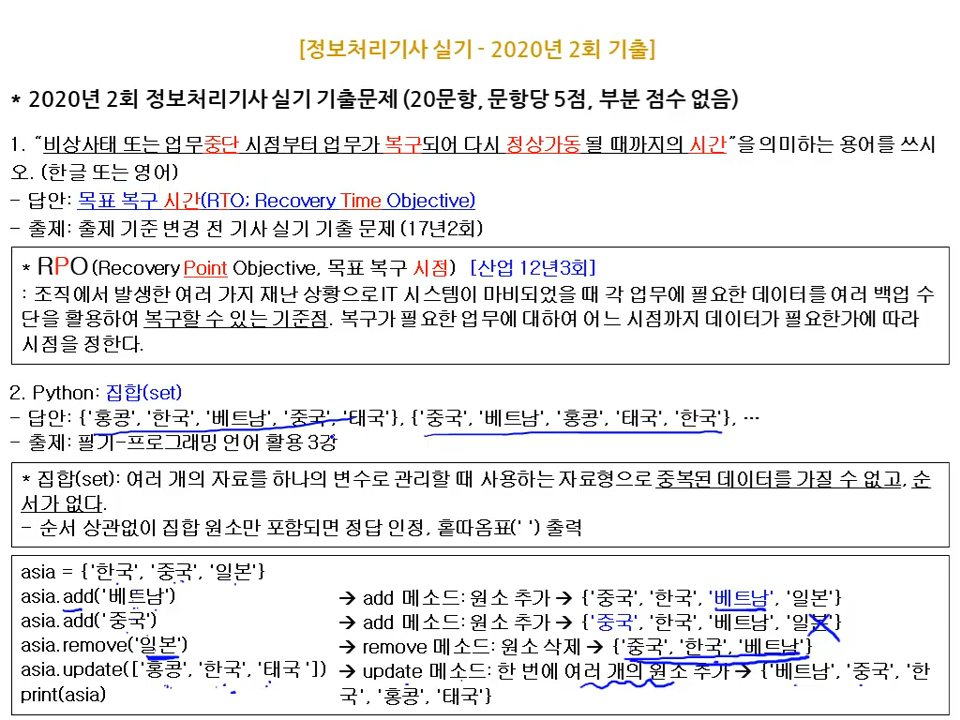 [정보처리기사 실기 - 2020년 2회 기출]
* 2020년 2회 정보처리기사 실기 기출문제 (20문항, 문항당 5점, 부분 점수 없음)
1. “비상사태 또는 업무중단 시점부터 업무가 복구되어 다시 정상가동 될 때까지의 시간”을 의미하는 용어를 쓰시
오. (한글 또는 영어)
- 답안: 목표 복구 시간(RTO; Recovery Time Objective)
- 출제: 출제 기준 변경 전 기사 실기 기출 문제 (17년2회)
* RPO (Recovery Point Objective, 목표 복구 시점) [산업 12년3회]
: 조직에서 발생한 여러 가지 재난 상황으로 IT 시스템이 마비되었을 때 각 업무에 필요한 데이터를 여러 백업 수
단을 활용하여 복구할 수 있는 기준점. 복구가 필요한 업무에 대하여 어느 시점까지 데이터가 필요한가에 따라
시점을 정한다.
2. Python: 집합(set)
- 답안: {'홍콩', '한국', '베트남', '중국', '태국'}, {'중국', '베트남', '홍콩', '태국', '한국'}, …
- 출제: 필기-프로그래밍 언어 활용 3강
* 집합(set): 여러 개의 자료를 하나의 변수로 관리할 때 사용하는 자료형으로 중복된 데이터를 가질 수 없고, 순
서가 없다.
- 순서 상관없이 집합 원소만 포함되면 정답 인정, 홑따옴표(' ') 출력
asia = {'한국', '중국', '일본'}
asia.add('베트남') → add 메소드: 원소 추가 → {'중국', '한국', '베트남', '일본'}
asia.add('중국') → add 메소드: 원소 추가 → {'중국', '한국', '베트남', '일본'}
asia.remove('일본') → remove 메소드: 원소 삭제 → {'중국', '한국', '베트남'}
asia.update(['홍콩', '한국', '태국']) → update 메소드: 한 번에 여러 개의 원소 추가 → {'베트남', '중국', '한
print(asia) 국', '홍콩', '태국'}